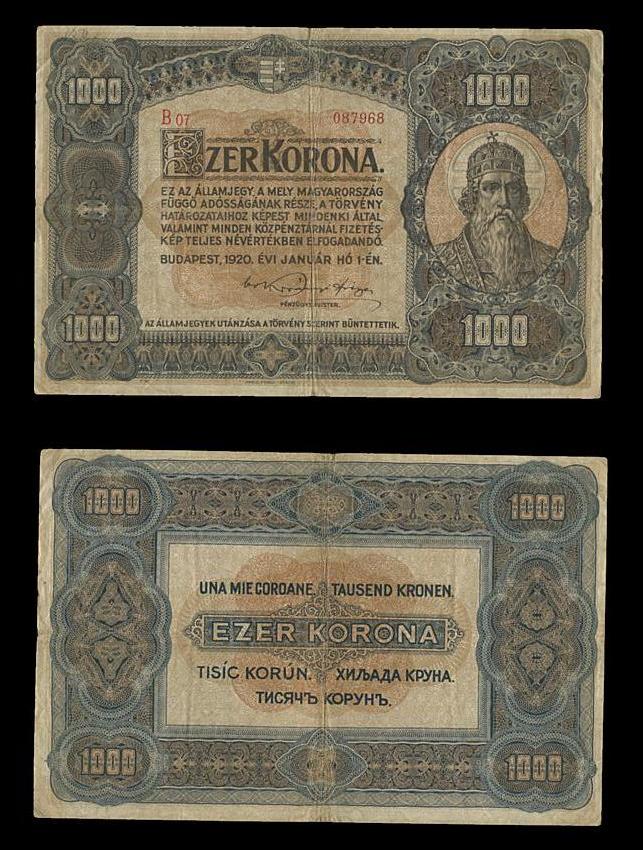 1000
1000
B 07 087968
EZER KORONA.
EZ AZ ÁLLAMJEGY, A MELY MAGYARORSZÁG
FÜGGŐ ADÓSSÁGÁNAK RÉSZE, A TÖRVÉNY
HATÁROZATAIHOZ KÉPEST MINDENKI ÁLTAL,
VALAMINT MINDEN KÖZPÉNZTÁRNÁL FIZETÉS-
KÉP TELJES NÉVÉRTÉKBEN ELFOGADANDÓ.
BUDAPEST, 1920. ÉVI JANUÁR HÓ 1-ÉN.
PÉNZÜGYMINISTER.
1000
1000
AZ ÁLLAMJEGYEK UTÁNZÁSA A TÖRVÉNY SZERINT BÜNTETTETIK.
1000
1000
UNA MIE COROANE. TAUSEND KRONEN.
EZER KORONA
TISÍC KORÚN. ХИЉАДА КРУНА.
ТИСЯЧЪ КОРУНЪ.
1000
1000